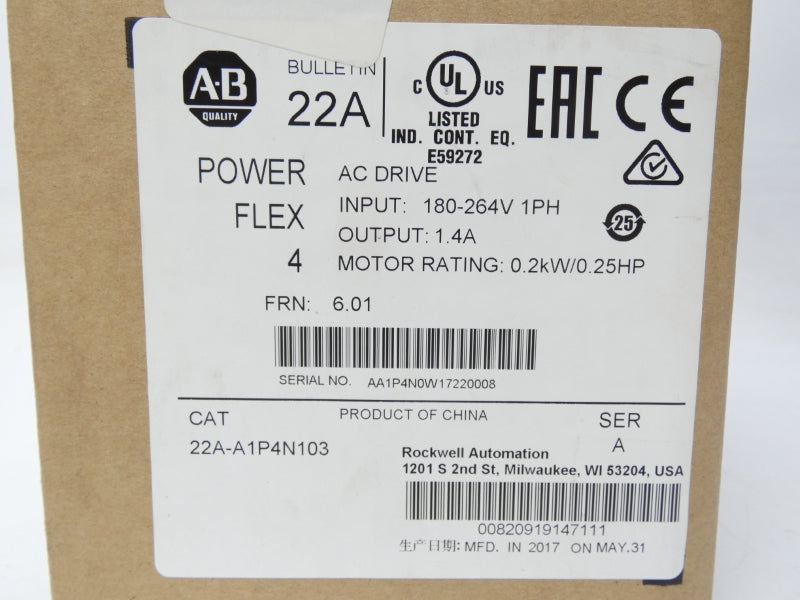 A·B
QUALITY
BULLETIN
22A
C UL US
LISTED
IND. CONT. EQ.
E59272
EAC CE
POWER
FLEX
4
AC DRIVE
INPUT: 180-264V 1PH
OUTPUT: 1.4A
MOTOR RATING: 0.2kW/0.25HP
25
FRN: 6.01
SERIAL NO. AA1P4N0W17220008
CAT
22A-A1P4N103
PRODUCT OF CHINA
SER
A
Rockwell Automation
1201 S 2nd St, Milwaukee, WI 53204, USA
00820919147111
生产日期: MFD. IN 2017 ON MAY.31